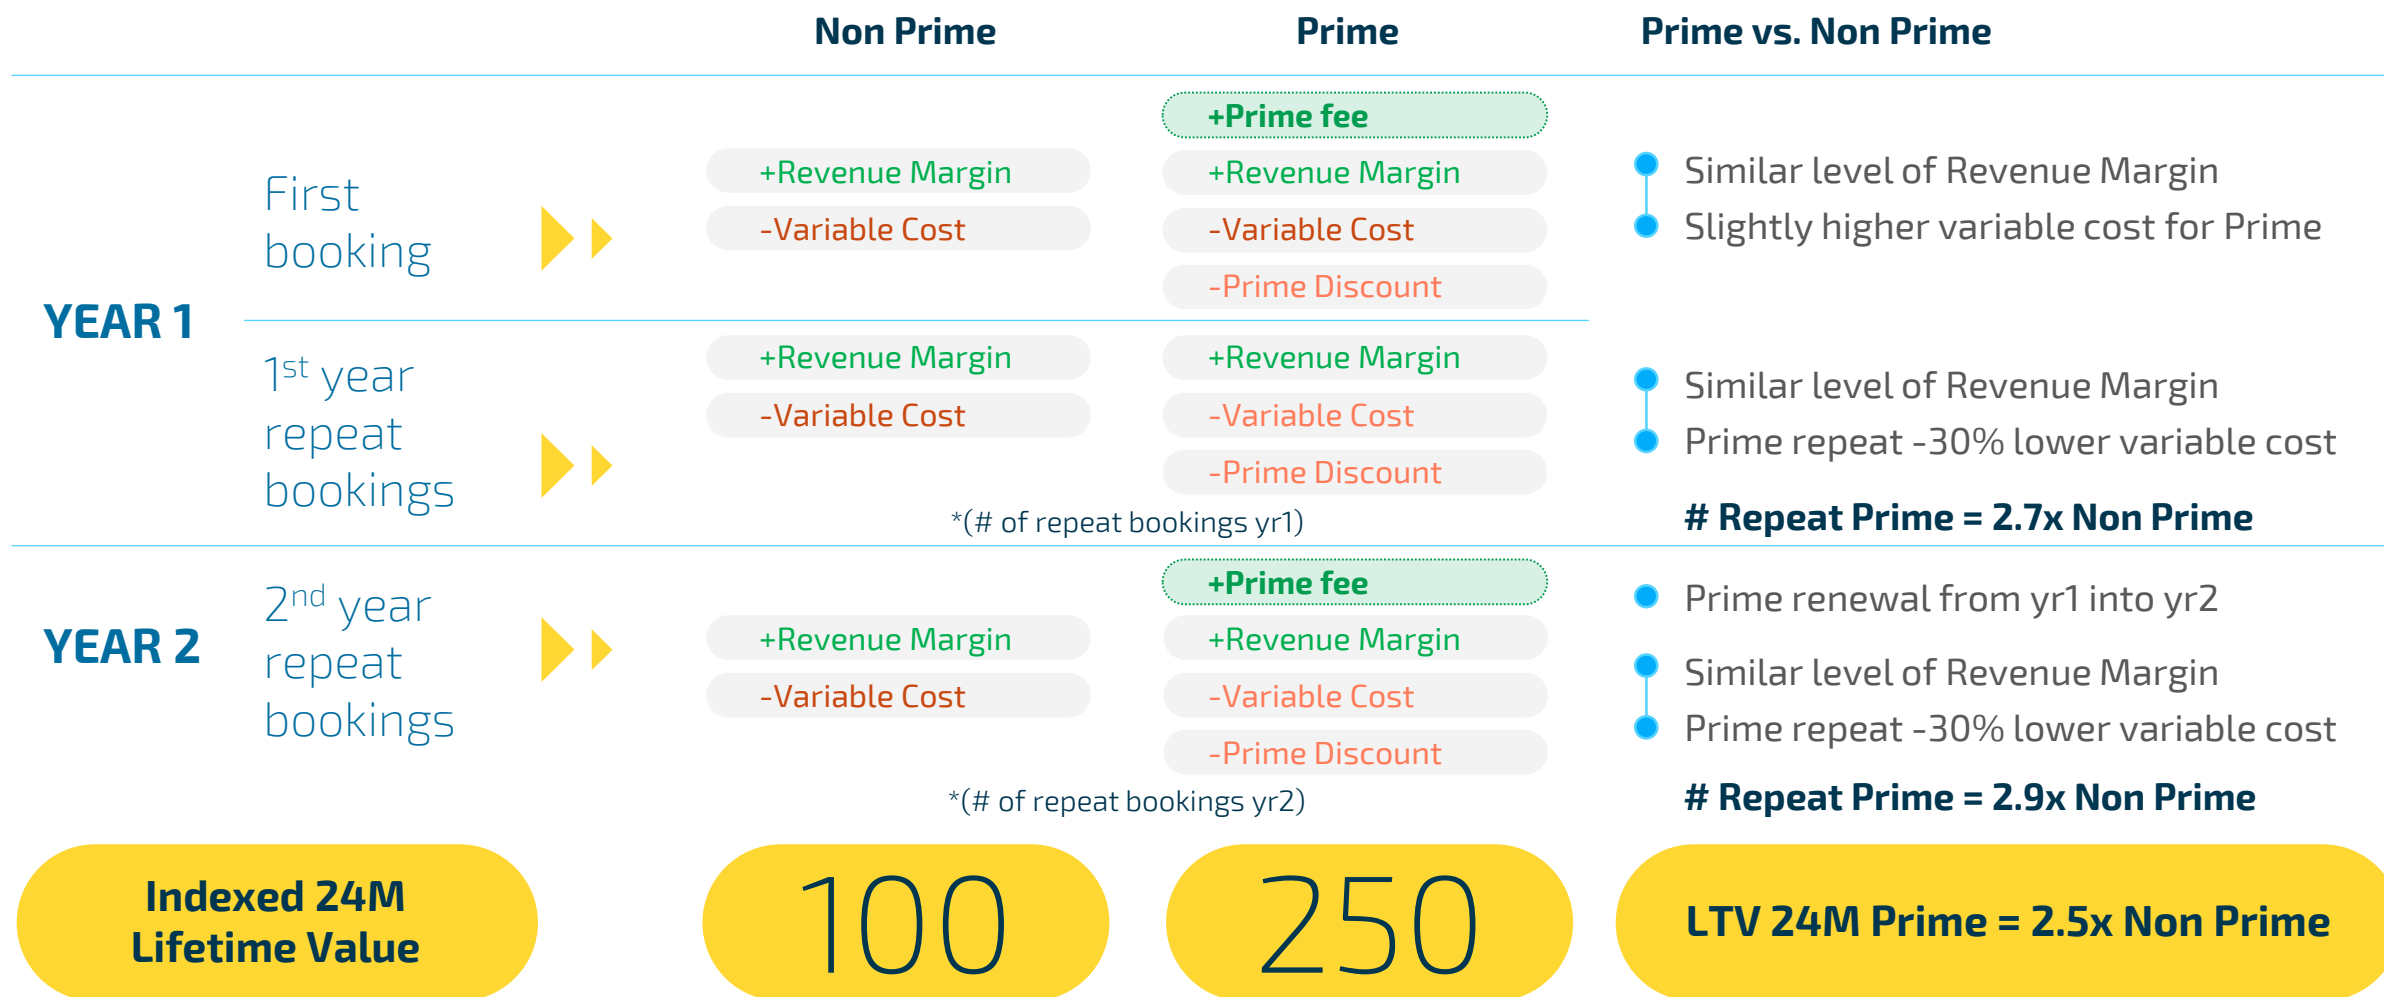 Non Prime
Prime
Prime vs. Non Prime
YEAR 1
First
booking
+Revenue Margin
-Variable Cost
+Prime fee
+Revenue Margin
-Variable Cost
-Prime Discount
Similar level of Revenue Margin
Slightly higher variable cost for Prime
1st year
repeat
bookings
+Revenue Margin
-Variable Cost
+Revenue Margin
-Variable Cost
-Prime Discount
*(# of repeat bookings yr1)
Similar level of Revenue Margin
Prime repeat -30% lower variable cost
# Repeat Prime = 2.7x Non Prime
YEAR 2
2nd year
repeat
bookings
+Revenue Margin
-Variable Cost
+Prime fee
+Revenue Margin
-Variable Cost
-Prime Discount
*(# of repeat bookings yr2)
Prime renewal from yr1 into yr2
Similar level of Revenue Margin
Prime repeat -30% lower variable cost
# Repeat Prime = 2.9x Non Prime
Indexed 24M
Lifetime Value
100
250
LTV 24M Prime = 2.5x Non Prime